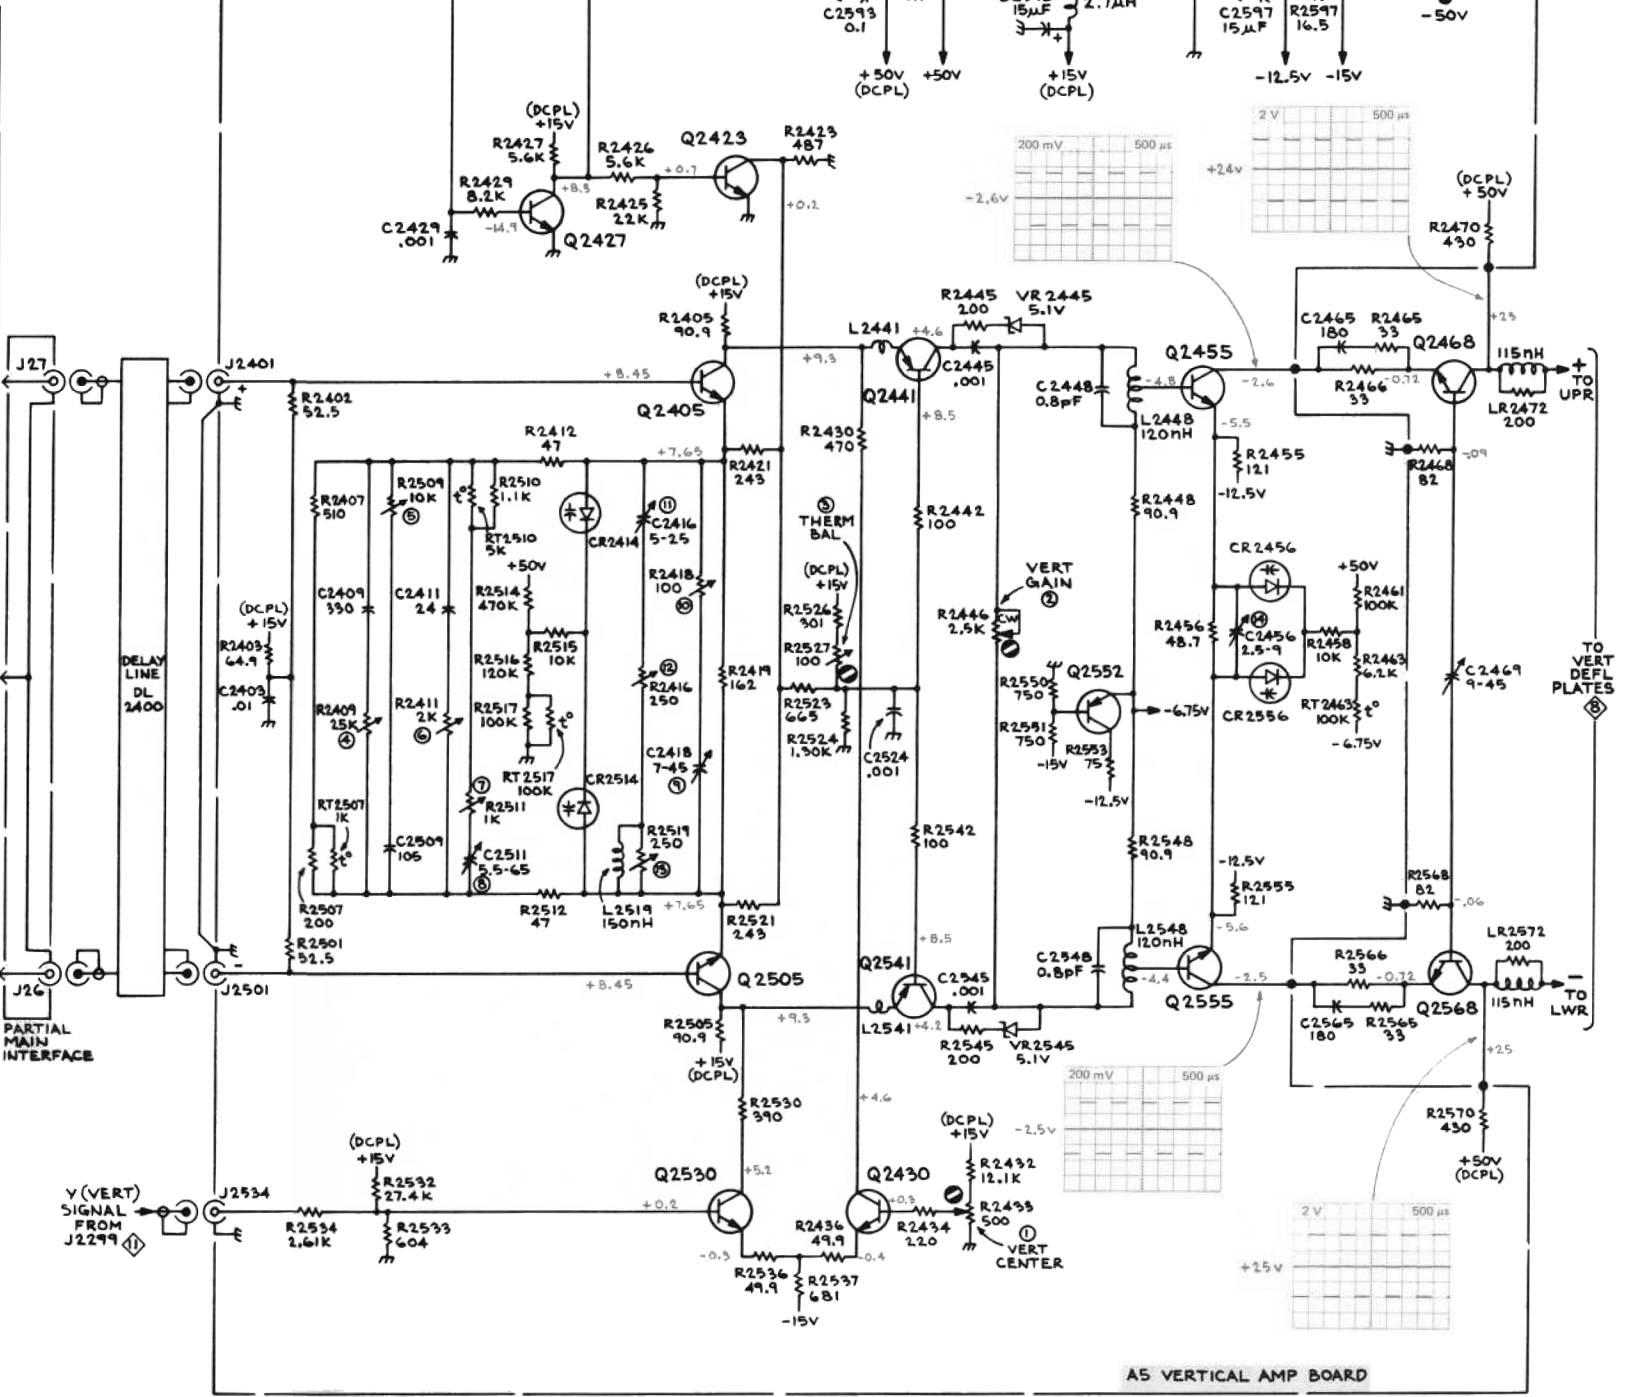 C2593
0.1
15µF
2.7µH
+
C2597
15µF
R2597
16.5
-50V
+50V
(DCPL)
+50V
+15V
(DCPL)
-12.5V
-15V
(DCPL)
+15V
R2427
5.6K
R2426
5.6K
Q2423
R2423
487
+0.7
+8.3
R2429
8.2K
R2425
22K
+0.2
-14.9
C2429
.001
Q2427
200 mV
500 µs
-2.6V
2 V
500 µs
+24V
(DCPL)
+50V
R2470
430
(DCPL)
+15V
R2405
90.9
R2445
200
VR2445
5.1V
L2441
+4.6
+9.3
C2445
.001
C2465
180
R2465
33
Q2468
+25
115nH
+
TO
UPR
J27
J2401
+
+8.45
Q2405
Q2441
C2448
0.8pF
Q2455
-4.8
-2.6
R2466
33
-0.72
LR2472
200
R2402
52.5
+8.5
L2448
120nH
-5.5
R2412
47
R2430
470
+7.65
R2421
243
R2455
121
-12.5V
R2468
82
-.09
R2407
510
R2509
10K
5
t°
R2510
1.1K
RT2510
5K
CR2414
11
C2416
5-25
3
THERM
BAL
R2442
100
R2448
90.9
+50V
(DCPL)
+15V
VERT
GAIN
2
CR2456
+50V
R2461
100K
C2409
330
C2411
24
R2514
470K
R2418
100
10
R2526
301
R2446
2.5K
CW
R2456
48.7
14
C2456
2.5-9
R2458
10K
(DCPL)
+15V
R2403
64.9
C2403
.01
DELAY
LINE
DL
2400
R2515
10K
R2516
120K
R2527
100
R2463
6.2K
TO
VERT
DEFL
PLATES
8
12
R2416
250
R2419
162
R2550
750
Q2552
C2469
9-45
R2409
25K
4
R2411
2K
6
R2517
100K
t°
R2523
665
-6.75V
CR2556
RT2463
100K
t°
-6.75V
R2524
1.30K
C2524
.001
R2551
750
-15V
R2553
75
-12.5V
RT2517
100K
CR2514
C2418
7-45
9
7
R2511
1K
RT2507
1K
t°
C2509
105
C2511
5.5-65
8
R2519
250
13
R2542
100
R2548
90.9
-12.5V
R2555
121
R2568
82
-.06
R2507
200
R2512
47
L2519
150nH
+7.65
R2521
243
-5.6
R2501
52.5
+8.5
L2548
120nH
C2548
0.8pF
LR2572
200
J26
-
J2501
+8.45
Q2505
Q2541
C2545
.001
-4.4
Q2555
-2.5
R2566
33
-0.72
Q2568
115nH
-
TO
LWR
PARTIAL
MAIN
INTERFACE
R2505
90.9
+15V
(DCPL)
+9.3
L2541
+4.2
R2545
200
VR2545
5.1V
C2565
180
R2565
33
+25
200 mV
500 µs
-2.5V
R2530
390
+4.6
(DCPL)
+15V
R2570
430
+50V
(DCPL)
(DCPL)
+15V
R2532
27.4K
Q2530
+5.2
Q2430
R2432
12.1K
Y (VERT)
SIGNAL
FROM
J2299
11
J2534
R2534
2.61K
R2533
604
+0.2
+0.3
R2434
220
R2433
500
1
VERT
CENTER
R2436
49.9
-0.3
-0.4
R2536
49.9
R2537
681
-15V
2 V
500 µs
+25V
A5 VERTICAL AMP BOARD